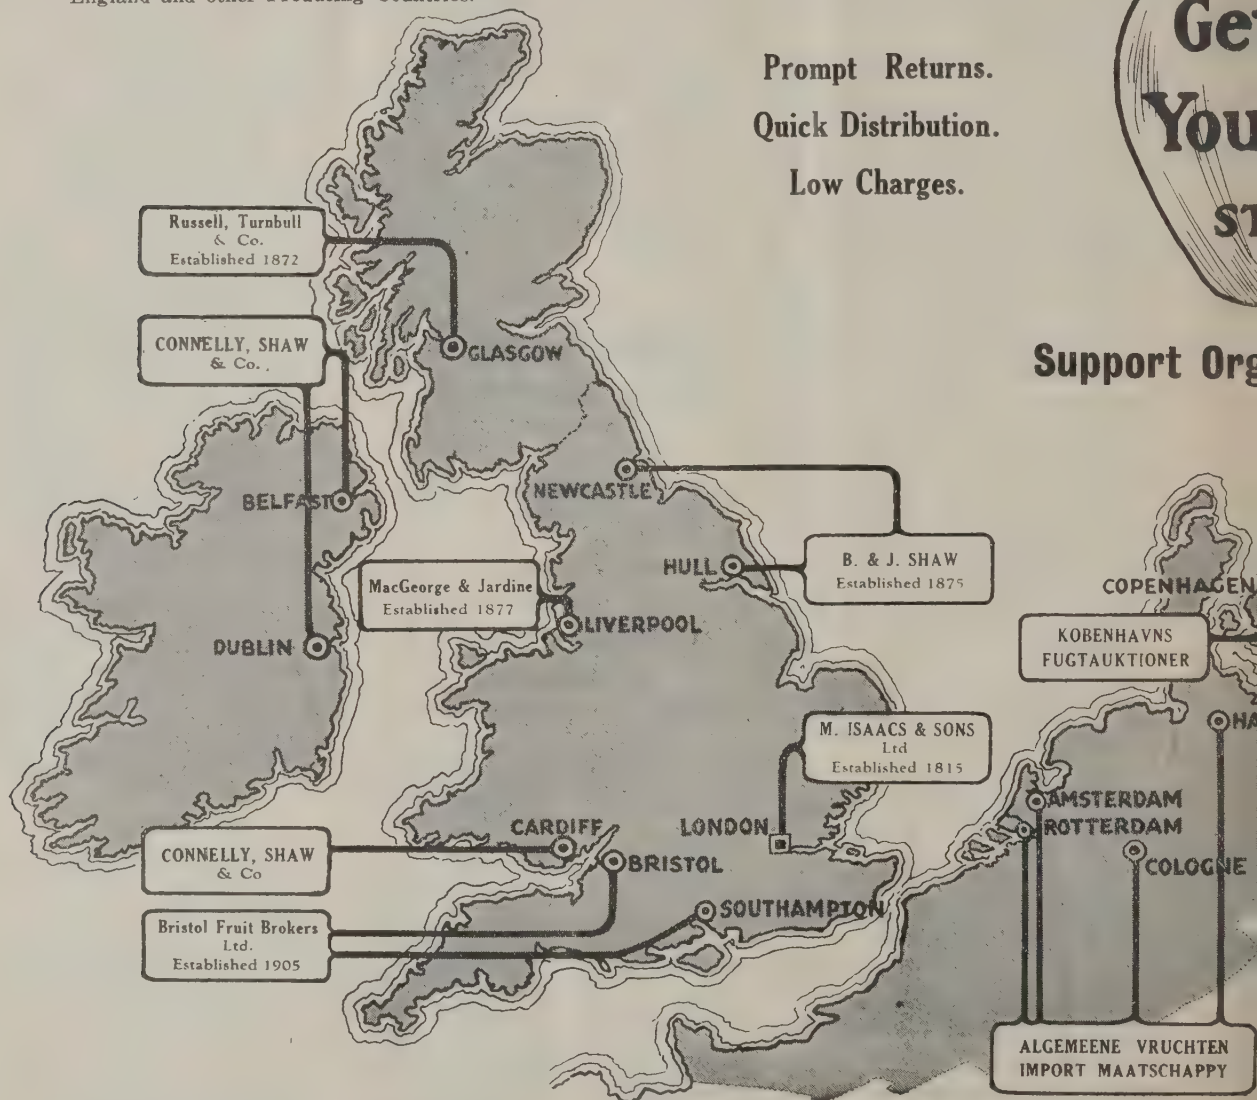 England and other Producing Countries.
Prompt Returns.
Quick Distribution.
Low Charges.
Ge
You
ST
Support Org
Russell, Turnbull
& Co.
Established 1872
CONNELLY, SHAW
& Co.
GLASGOW
BELFAST
NEWCASTLE
HULL
B. & J. SHAW
Established 1875
MacGeorge & Jardine
Established 1877
LIVERPOOL
DUBLIN
COPENHAGEN
KOBENHAVNS
FUGTAUKTIONER
HA
M. ISAACS & SONS
Ltd
Established 1815
AMSTERDAM
ROTTERDAM
COLOGNE
CARDIFF
LONDON
BRISTOL
SOUTHAMPTON
CONNELLY, SHAW
& Co
Bristol Fruit Brokers
Ltd.
Established 1905
ALGEMEENE VRUCHTEN
IMPORT MAATSCHAPPY